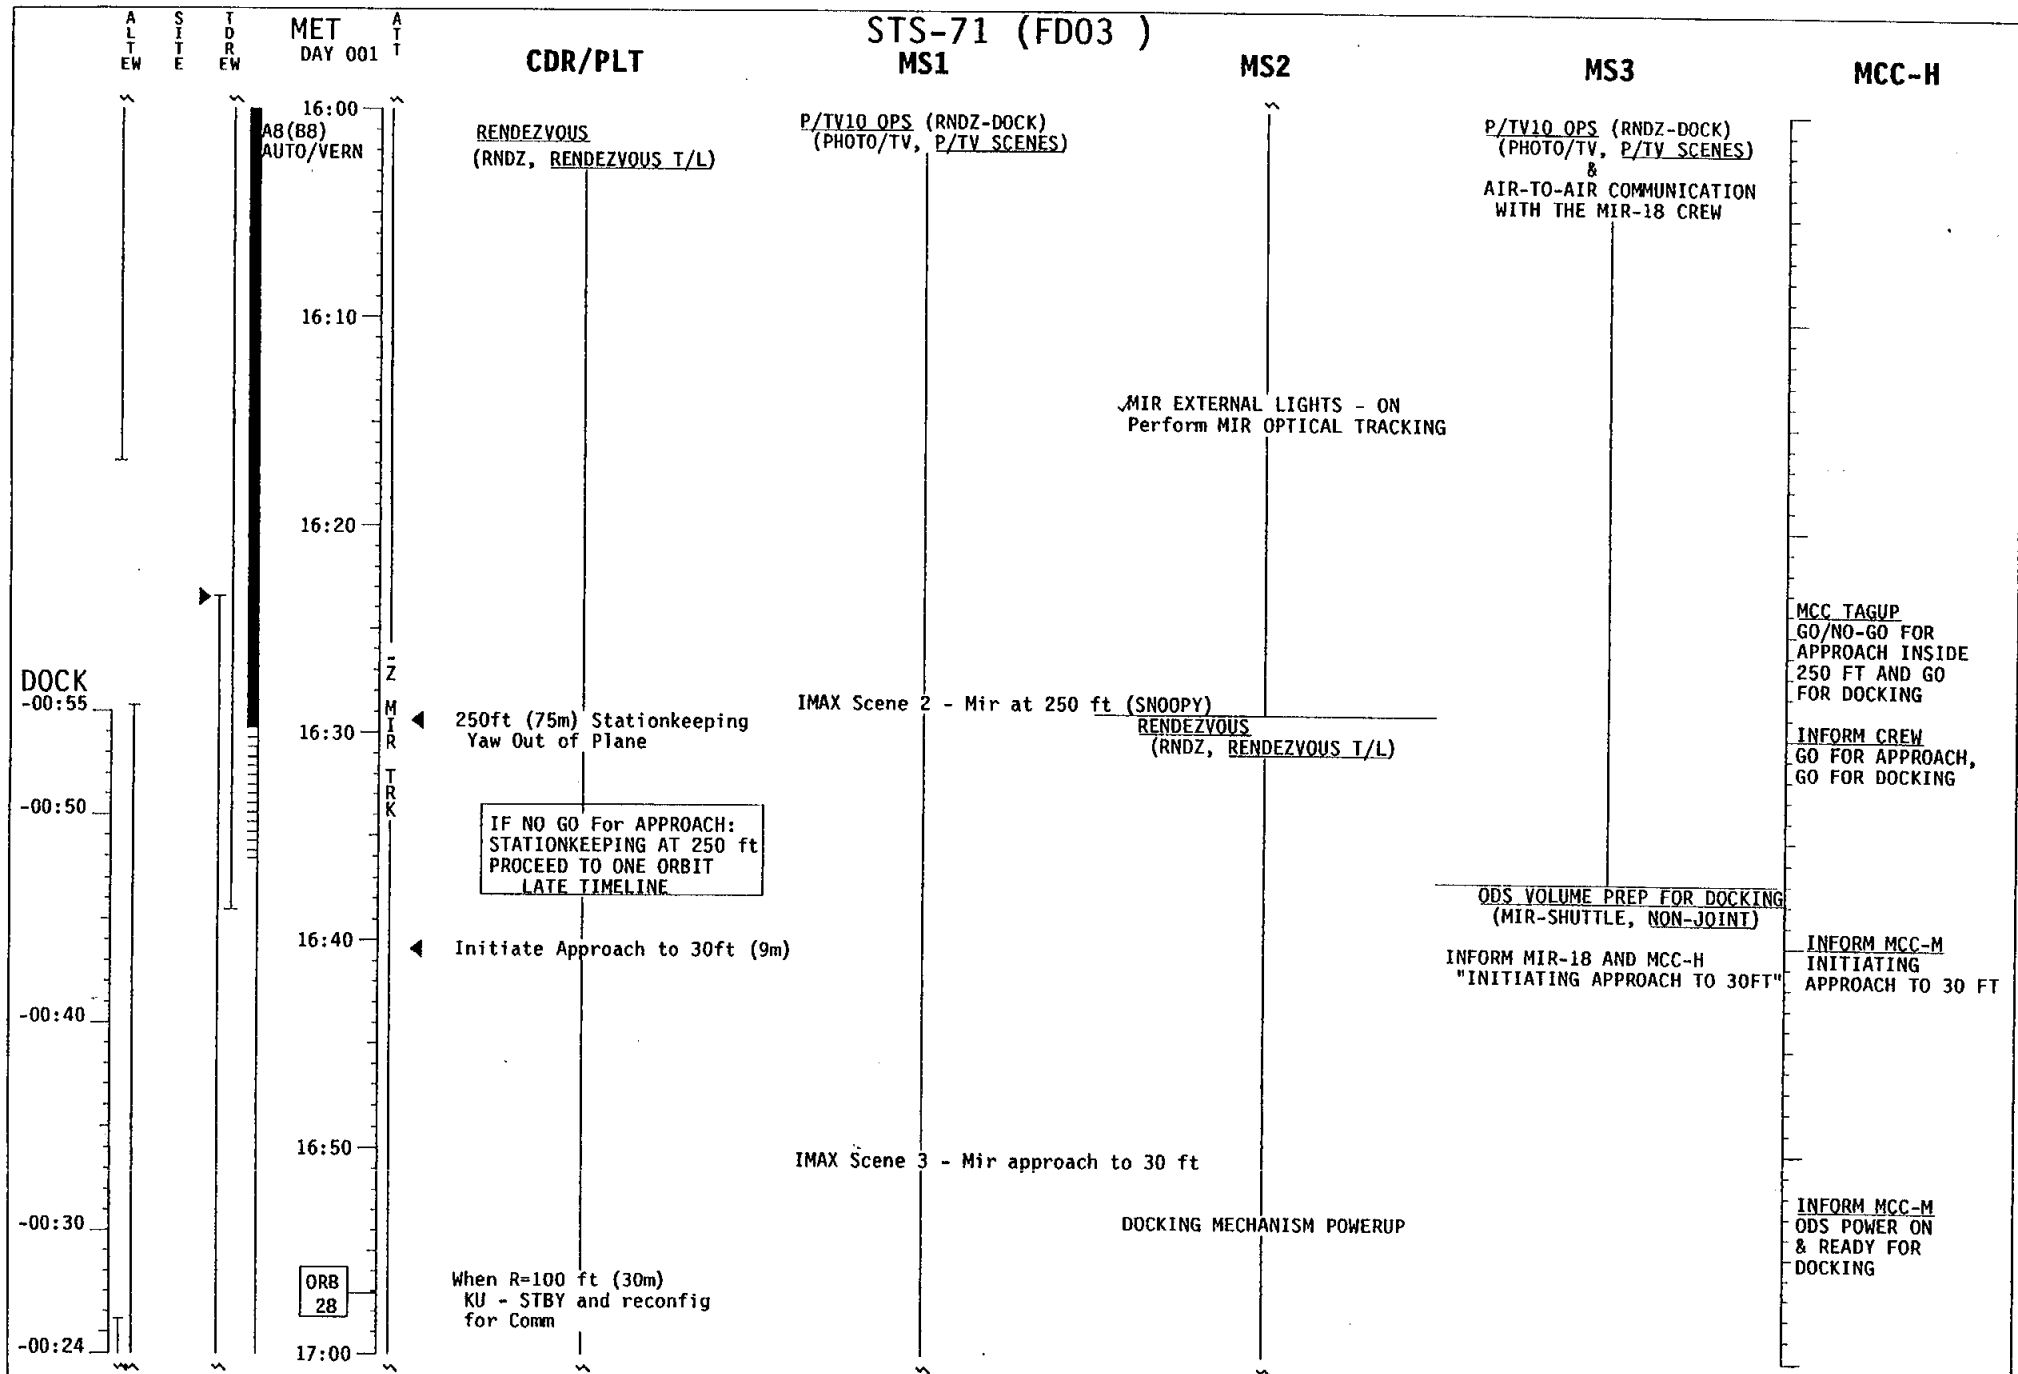 STS-71 (FD03 )
ALTEW
SITE
TDREW
MET
DAY 001
ATT
CDR/PLT
MS1
MS2
MS3
MCC-H
16:00
16:10
16:20
16:30
16:40
16:50
17:00
A8(B8)
AUTO/VERN
DOCK
-00:55
-00:50
-00:40
-00:30
-00:24
ORB
28
-Z MIR TRK
RENDEZVOUS
(RNDZ, RENDEZVOUS T/L)
250ft (75m) Stationkeeping
Yaw Out of Plane
IF NO GO For APPROACH:
STATIONKEEPING AT 250 ft
PROCEED TO ONE ORBIT
LATE TIMELINE
Initiate Approach to 30ft (9m)
When R=100 ft (30m)
KU - STBY and reconfig
for Comm
P/TV10 OPS (RNDZ-DOCK)
(PHOTO/TV, P/TV SCENES)
IMAX Scene 2 - Mir at 250 ft (SNOOPY)
IMAX Scene 3 - Mir approach to 30 ft
✓MIR EXTERNAL LIGHTS - ON
Perform MIR OPTICAL TRACKING
RENDEZVOUS
(RNDZ, RENDEZVOUS T/L)
DOCKING MECHANISM POWERUP
P/TV10 OPS (RNDZ-DOCK)
(PHOTO/TV, P/TV SCENES)
&
AIR-TO-AIR COMMUNICATION
WITH THE MIR-18 CREW
ODS VOLUME PREP FOR DOCKING
(MIR-SHUTTLE, NON-JOINT)
INFORM MIR-18 AND MCC-H
"INITIATING APPROACH TO 30FT"
MCC TAGUP
GO/NO-GO FOR
APPROACH INSIDE
250 FT AND GO
FOR DOCKING
INFORM CREW
GO FOR APPROACH,
GO FOR DOCKING
INFORM MCC-M
INITIATING
APPROACH TO 30 FT
INFORM MCC-M
ODS POWER ON
& READY FOR
DOCKING